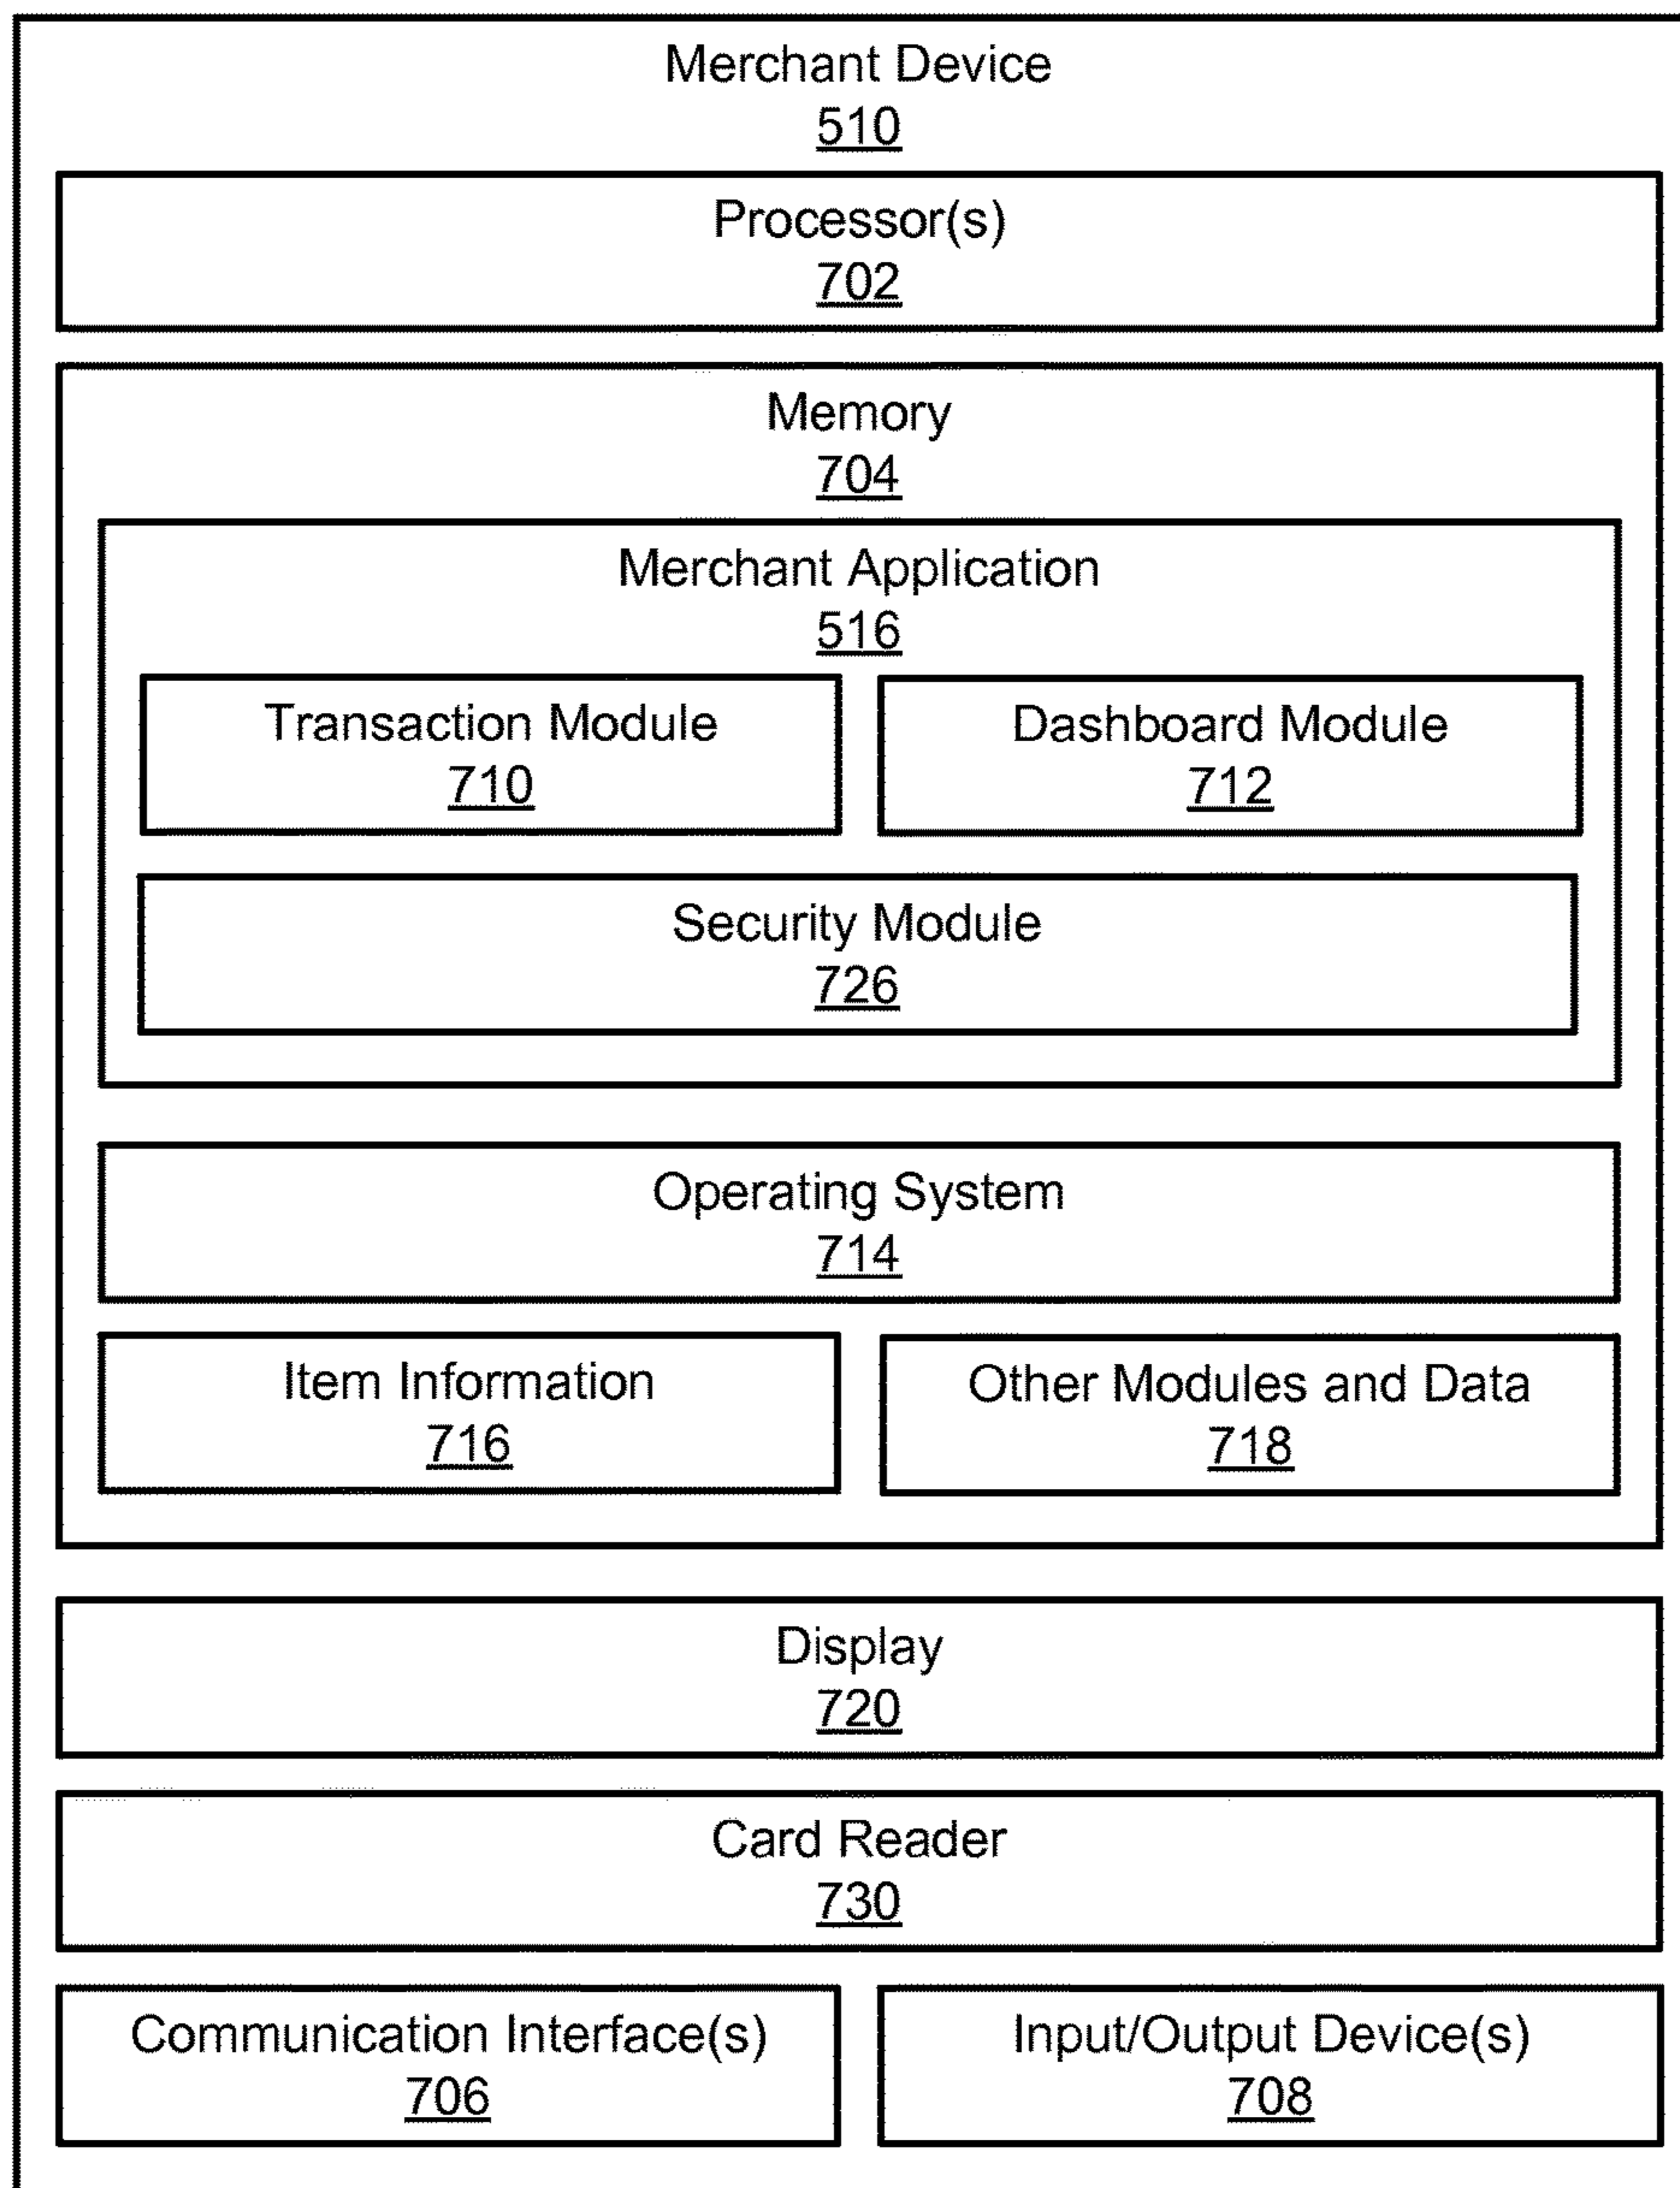 Merchant Device
510
Processor(s)
702
Memory
704
Merchant Application
516
Transaction Module
710
Dashboard Module
712
Security Module
726
Operating System
714
Item Information
716
Other Modules and Data
718
Display
720
Card Reader
730
Communication Interface(s)
706
Input/Output Device(s)
708